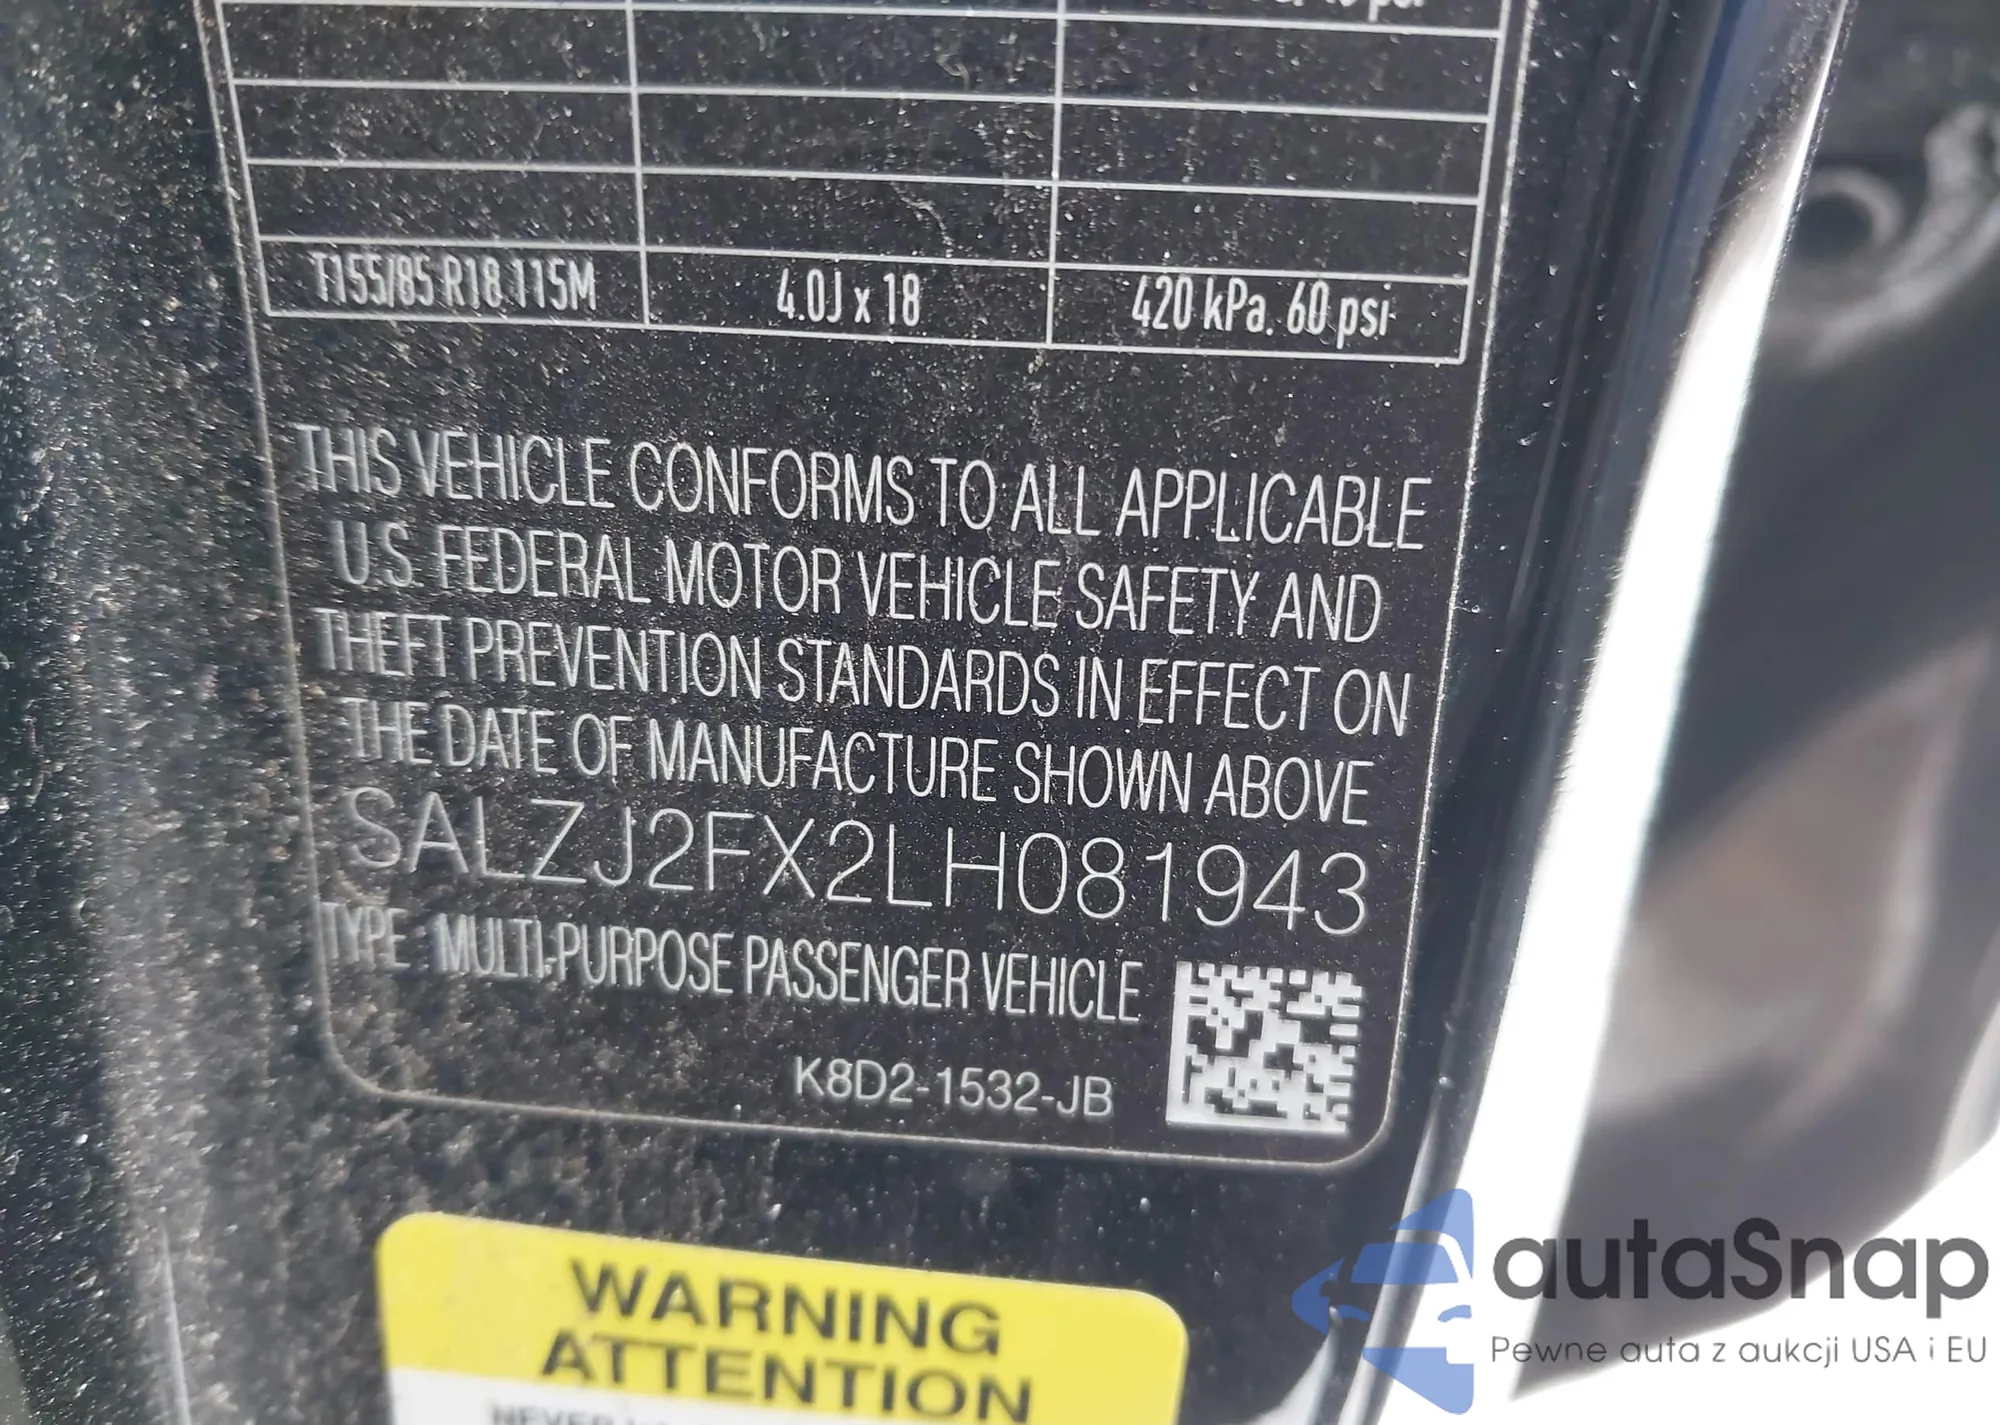 T155/85 R18 115M 4.0J x 18 420 kPa. 60 psi
THIS VEHICLE CONFORMS TO ALL APPLICABLE
U.S. FEDERAL MOTOR VEHICLE SAFETY AND
THEFT PREVENTION STANDARDS IN EFFECT ON
THE DATE OF MANUFACTURE SHOWN ABOVE
SALZJ2FX2LH081943
TYPE MULTI-PURPOSE PASSENGER VEHICLE
K8D2-1532-JB
WARNING
ATTENTION
NEVER
autaSnap
Pewne auta z aukcji USA i EU